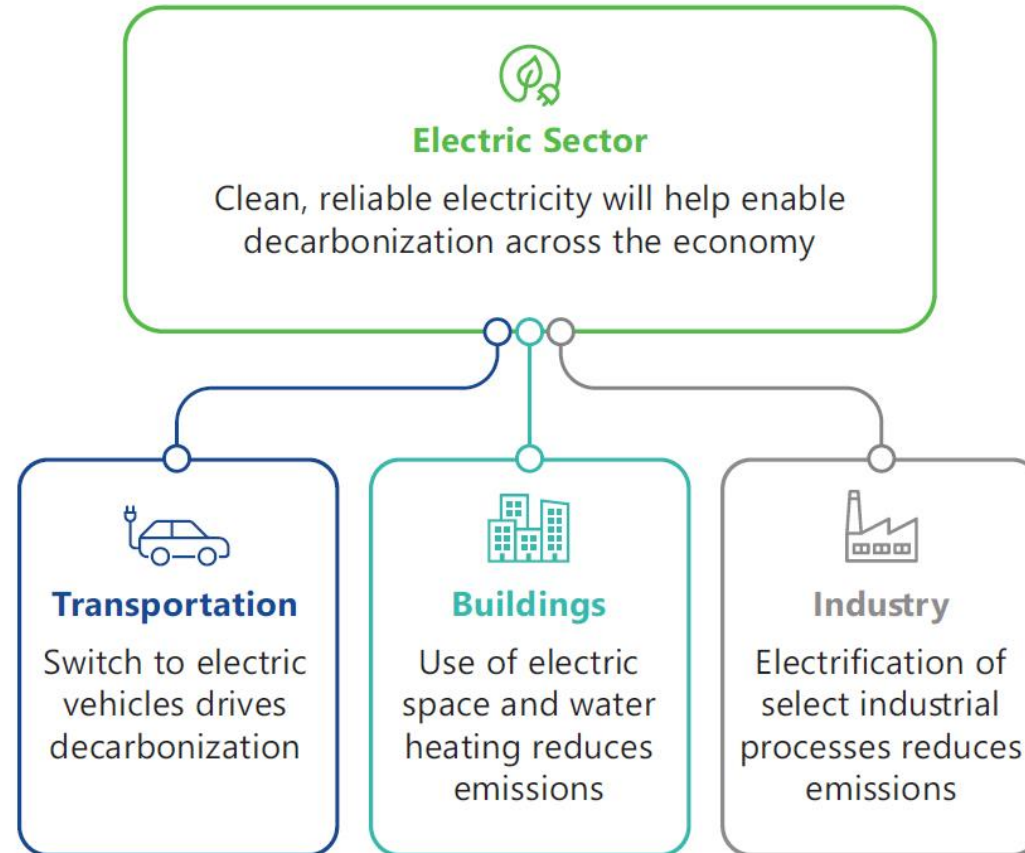 Electric Sector
Clean, reliable electricity will help enable
decarbonization across the economy
Transportation
Switch to electric
vehicles drives
decarbonization
Buildings
Use of electric
space and water
heating reduces
emissions
Industry
Electrification of
select industrial
processes reduces
emissions